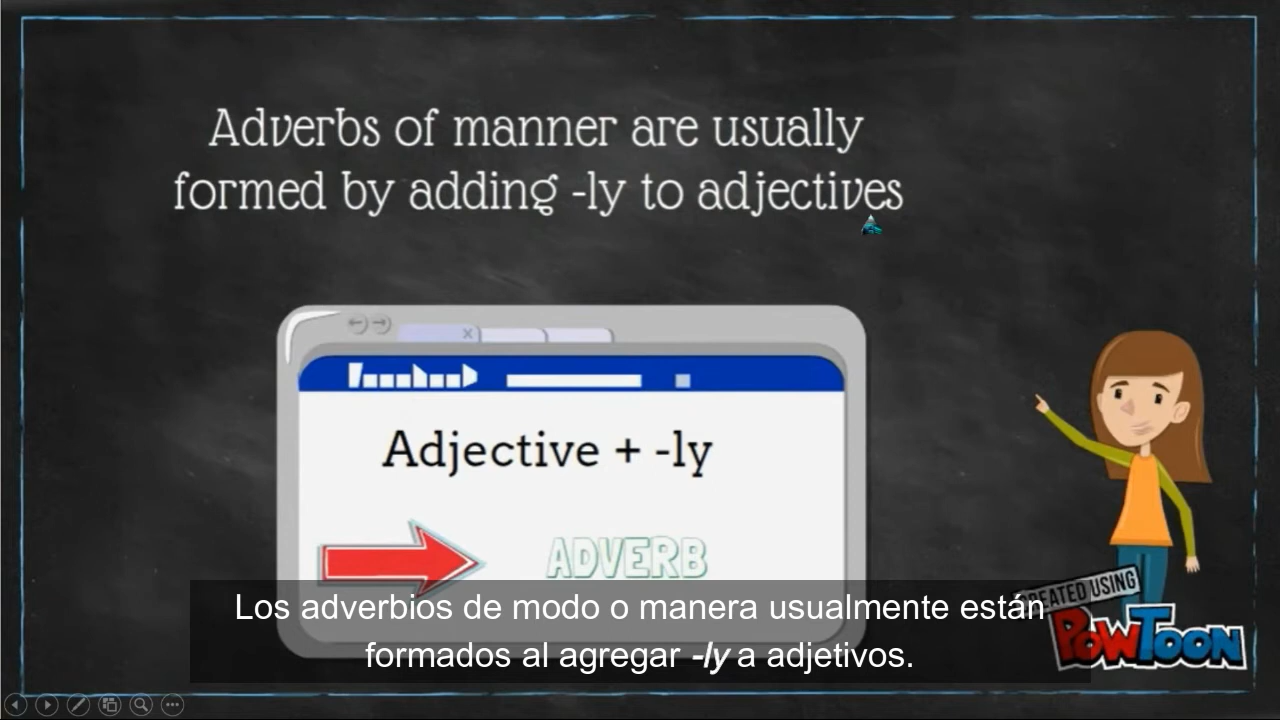 Adverbs of manner are usually
formed by adding -ly to adjectives
Adjective + -ly
ADVERB
Los adverbios de modo o manera usualmente están
formados al agregar -ly a adjetivos.
CREATED USING
POWTOON